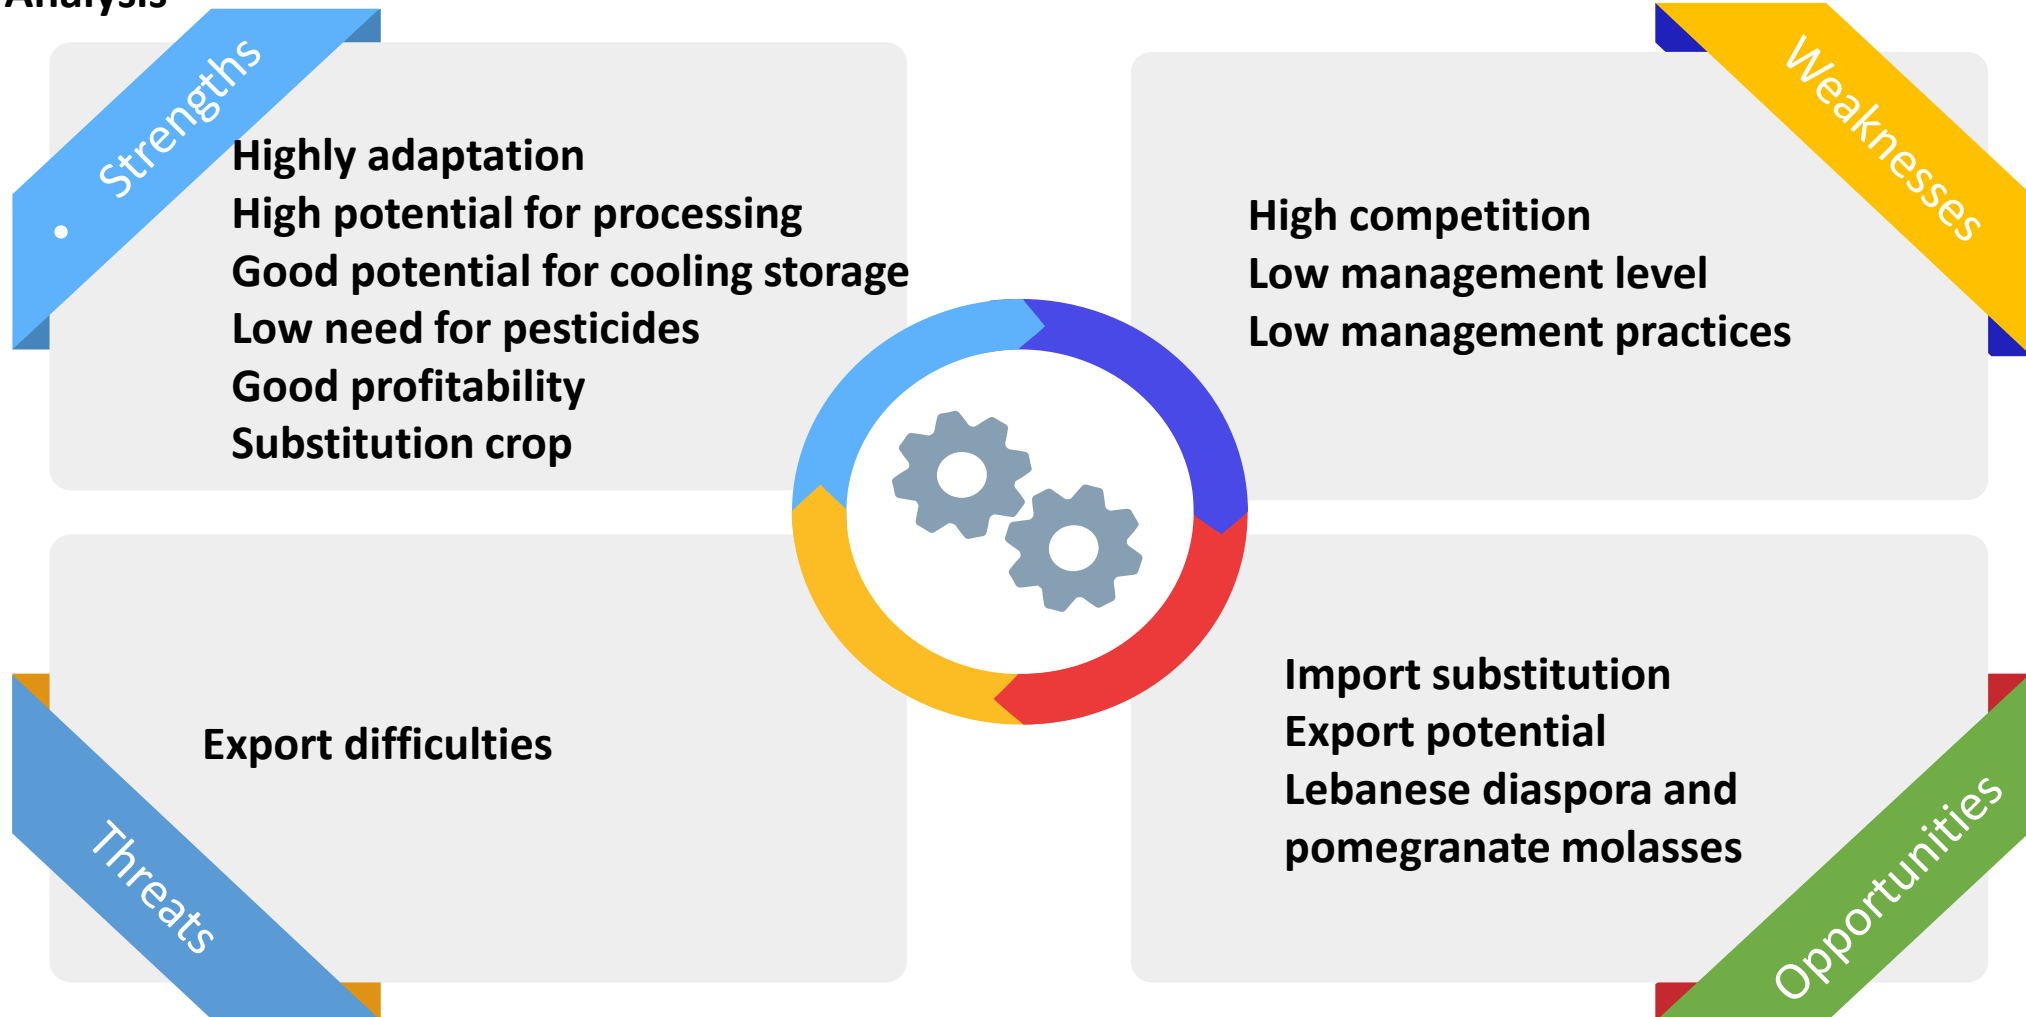 Analysis
• Strengths
Highly adaptation
High potential for processing
Good potential for cooling storage
Low need for pesticides
Good profitability
Substitution crop
Weaknesses
High competition
Low management level
Low management practices
Threats
Export difficulties
Opportunities
Import substitution
Export potential
Lebanese diaspora and
pomegranate molasses